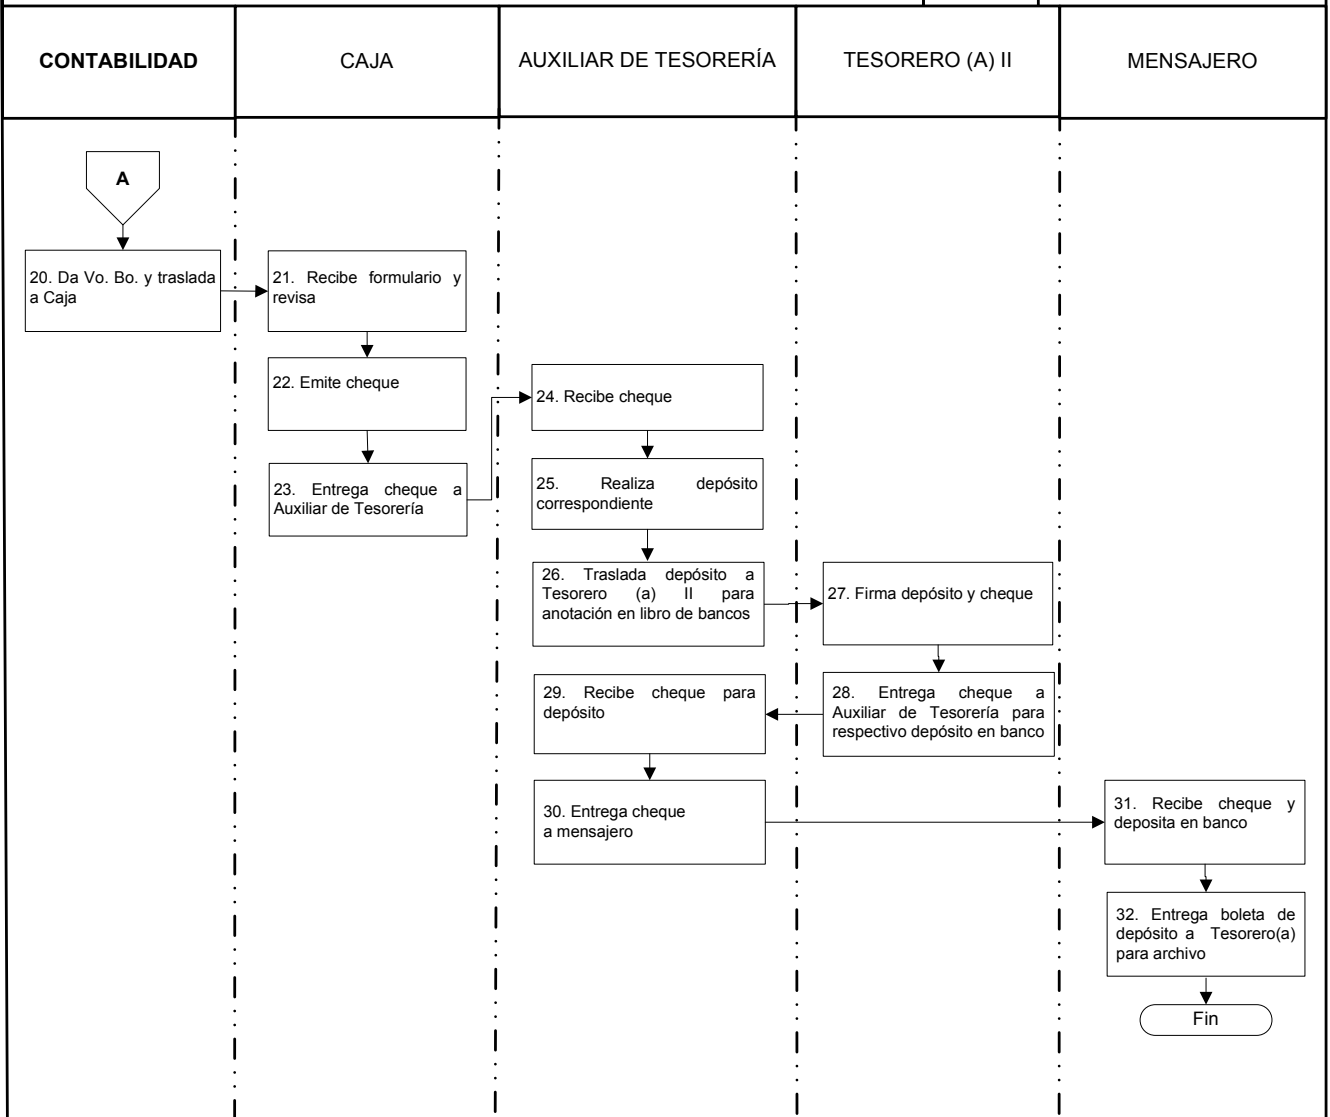 CONTABILIDAD
CAJA
AUXILIAR DE TESORERÍA
TESORERO (A) II
MENSAJERO
A
20. Da Vo. Bo. y traslada
a Caja
21. Recibe formulario y
revisa
22. Emite cheque
23. Entrega cheque a
Auxiliar de Tesorería
24. Recibe cheque
25. Realiza depósito
correspondiente
26. Traslada depósito a
Tesorero (a) II para
anotación en libro de bancos
27. Firma depósito y cheque
28. Entrega cheque a
Auxiliar de Tesorería para
respectivo depósito en banco
29. Recibe cheque para
depósito
30. Entrega cheque
a mensajero
31. Recibe cheque y
deposita en banco
32. Entrega boleta de
depósito a Tesorero(a)
para archivo
Fin